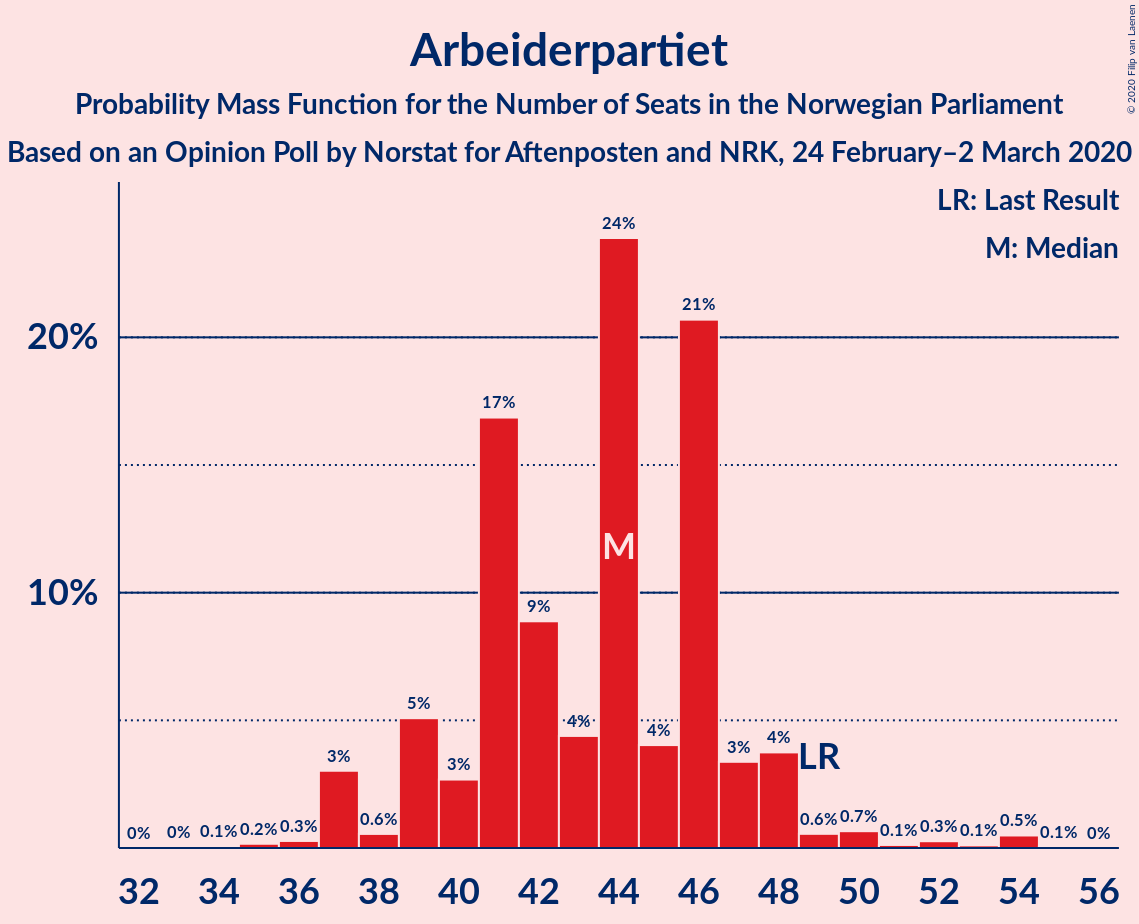 Arbeiderpartiet
Probability Mass Function for the Number of Seats in the Norwegian Parliament
Based on an Opinion Poll by Norstat for Aftenposten and NRK, 24 February–2 March 2020
© 2020 Filip van Laenen
LR: Last Result
M: Median
20%
10%
0% 0% 0.1% 0.2% 0.3% 3% 0.6% 5% 3% 17% 9% 4% 24% 4% 21% 3% 4% 0.6% 0.7% 0.1% 0.3% 0.1% 0.5% 0.1% 0%
M
LR
32 34 36 38 40 42 44 46 48 50 52 54 56